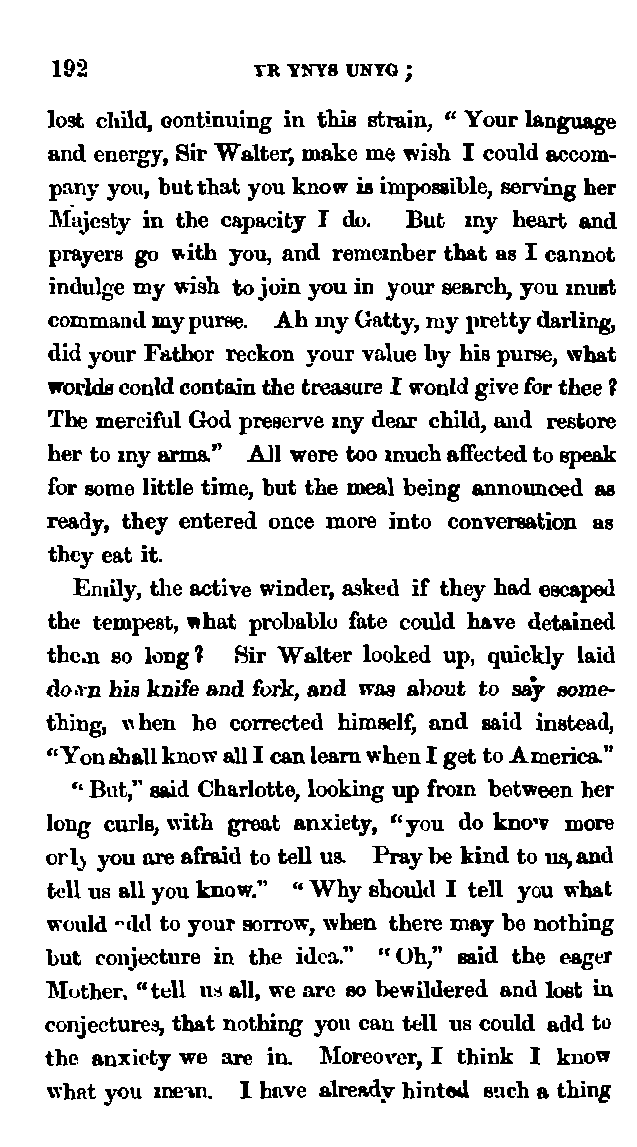 192 YR YNYS UNYG ;
lost child, continuing in this strain, " Your language
and energy, Sir Walter, make me wish I could accom-
pany you, but that you know is impossible, serving her
Majesty in the capacity I do. But my heart and
prayers go with you, and remember that as I cannot
indulge my wish to join you in your search, you must
command my purse. Ah my Gatty, my pretty darling,
did your Father reckon your value by his purse, what
worlds could contain the treasure I would give for thee ?
The merciful God preserve my dear child, and restore
her to my arms." All were too much affected to speak
for some little time, but the meal being announced as
ready, they entered once more into conversation as
they eat it.
Emily, the active winder, asked if they had escaped
the tempest, what probable fate could have detained
them so long ? Sir Walter looked up, quickly laid
down his knife and fork, and was about to say some-
thing, when he corrected himself, and said instead,
"You shall know all I can learn when I get to America."
" But," said Charlotte, looking up from between her
long curls, with great anxiety, "you do know more
only you are afraid to tell us. Pray be kind to us, and
tell us all you know." " Why should I tell you what
would add to your sorrow, when there may be nothing
but conjecture in the idea." "Oh," said the eager
Mother, "tell us all, we are so bewildered and lost in
conjectures, that nothing you can tell us could add to
the anxiety we are in. Moreover, I think I know
what you mean. I have already hinted such a thing